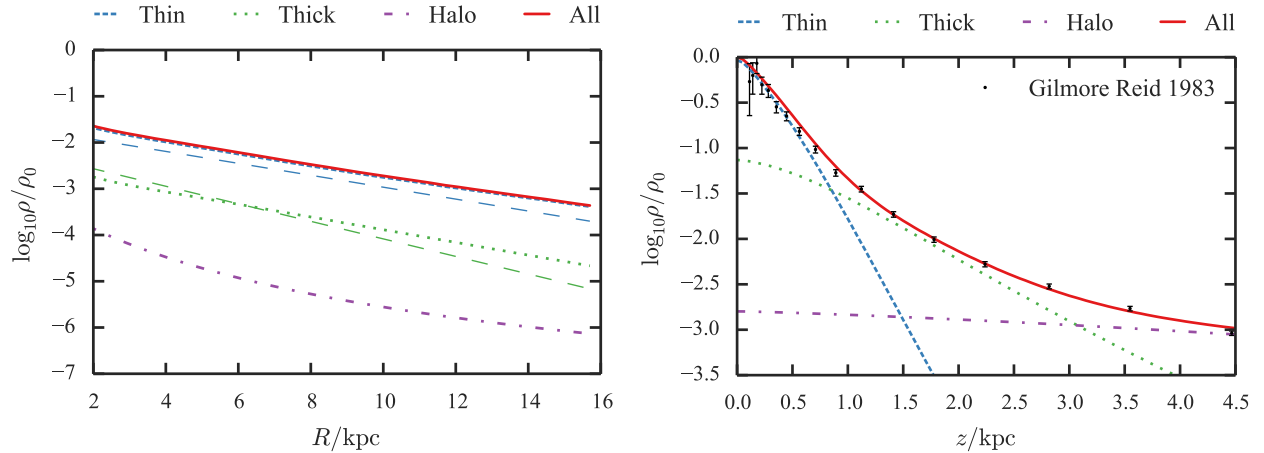 Thin Thick Halo All
0
−1
−2
−3
−4
−5
−6
−7
log₁₀ρ/ρ₀
2 4 6 8 10 12 14 16
R/kpc
Thin Thick Halo All
Gilmore Reid 1983
0.0
−0.5
−1.0
−1.5
−2.0
−2.5
−3.0
−3.5
log₁₀ρ/ρ₀
0.0 0.5 1.0 1.5 2.0 2.5 3.0 3.5 4.0 4.5
z/kpc